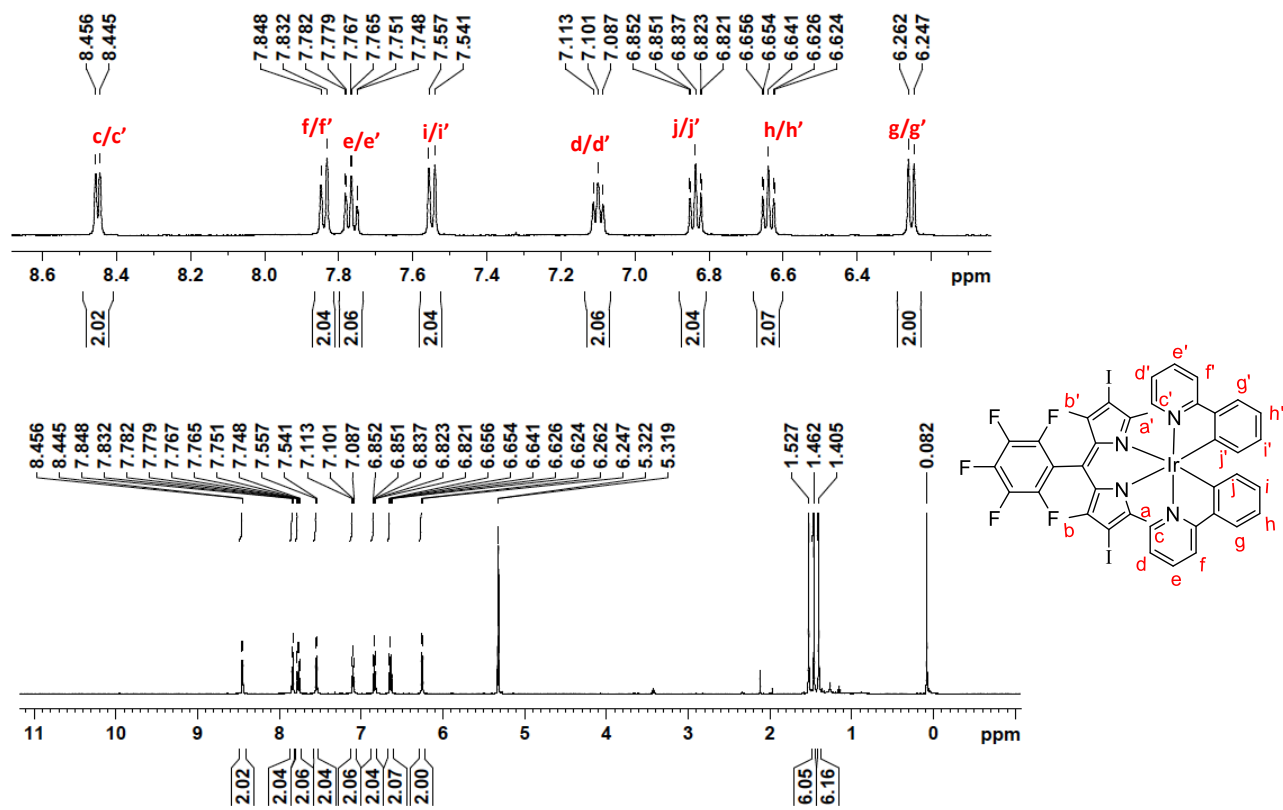 8.456 8.445 7.848 7.832 7.782 7.779 7.767 7.765 7.751 7.748 7.557 7.541 7.113 7.101 7.087 6.852 6.851 6.837 6.823 6.821 6.656 6.654 6.641 6.626 6.624 6.262 6.247
c/c' f/f' e/e' i/i' d/d' j/j' h/h' g/g'
8.6 8.4 8.2 8.0 7.8 7.6 7.4 7.2 7.0 6.8 6.6 6.4 ppm
2.02 2.04 2.06 2.04 2.06 2.04 2.07 2.00
8.456 8.445 7.848 7.832 7.782 7.779 7.767 7.765 7.751 7.748 7.557 7.541 7.113 7.101 7.087 6.852 6.851 6.837 6.823 6.821 6.656 6.654 6.641 6.626 6.624 6.262 6.247 5.322 5.319 1.527 1.462 1.405 0.082
11 10 9 8 7 6 5 4 3 2 1 0 ppm
2.02 2.04 2.06 2.04 2.06 2.04 2.07 2.00 6.05 6.16
e'
d' f'
I g'
b' c' h'
a' N
F F N i'
F j'
F Ir
F F N j i
b a c N h
I d g
e f